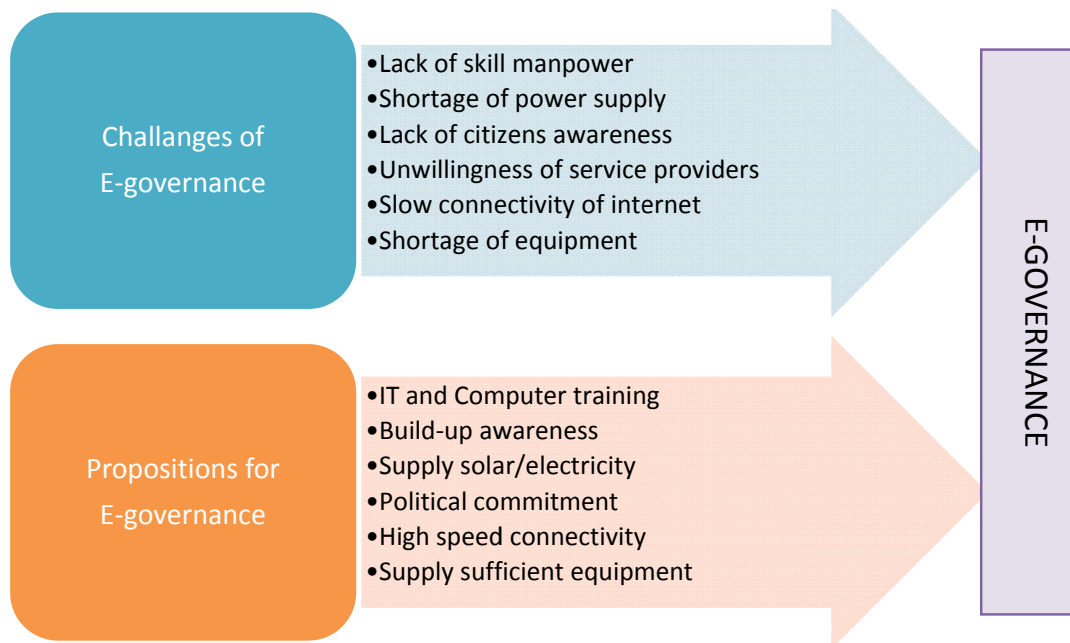 Challanges of
E-governance
•Lack of skill manpower
•Shortage of power supply
•Lack of citizens awareness
•Unwillingness of service providers
•Slow connectivity of internet
•Shortage of equipment
Propositions for
E-governance
•IT and Computer training
•Build-up awareness
•Supply solar/electricity
•Political commitment
•High speed connectivity
•Supply sufficient equipment
E-GOVERNANCE